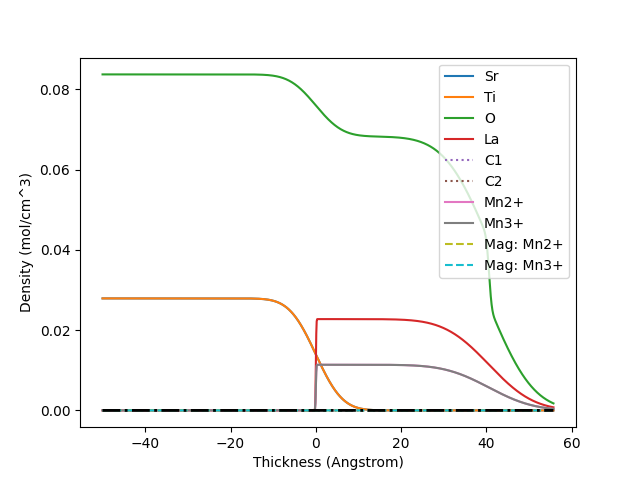 Density (mol/cm^3)
0.08
0.06
0.04
0.02
0.00
Sr
Ti
O
La
C1
C2
Mn2+
Mn3+
Mag: Mn2+
Mag: Mn3+
−40
−20
0
20
40
60
Thickness (Angstrom)